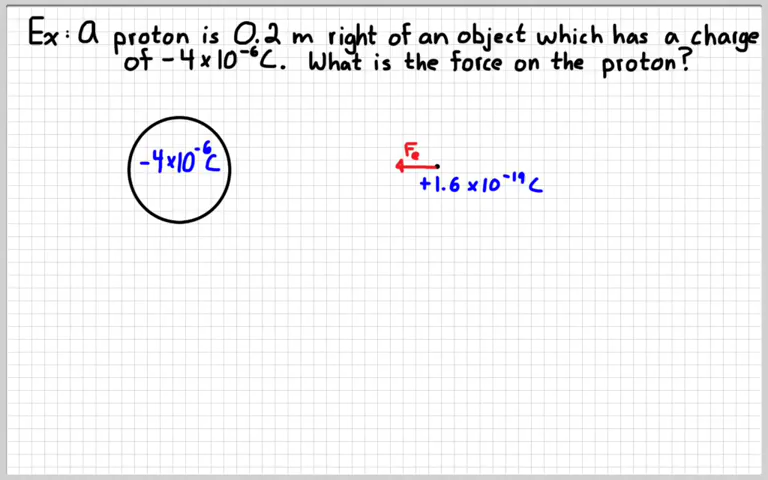 Ex: A proton is 0.2 m right of an object which has a charge
of -4×10⁻⁶C. What is the force on the proton?
-4×10⁻⁶C
Fe
+1.6×10⁻¹⁹C